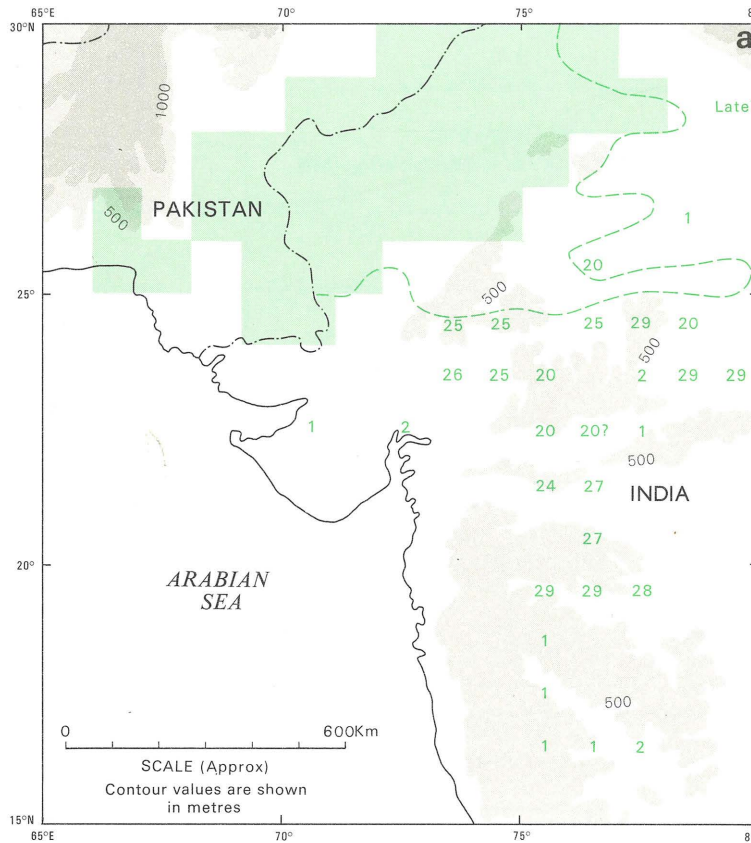 65°E 70° 75° 8
30°N
a
1000
Late
PAKISTAN
500
1
20
25°
500
25 25 25 29 20
500
26 25 20 2 29 29
1 2 20 20? 1
500
24 27
INDIA
27
20°
ARABIAN
SEA
29 29 28
1
1
500
0 600Km
1 1 2
SCALE (Approx)
Contour values are shown
in metres
15°N
65°E 70° 75° 8